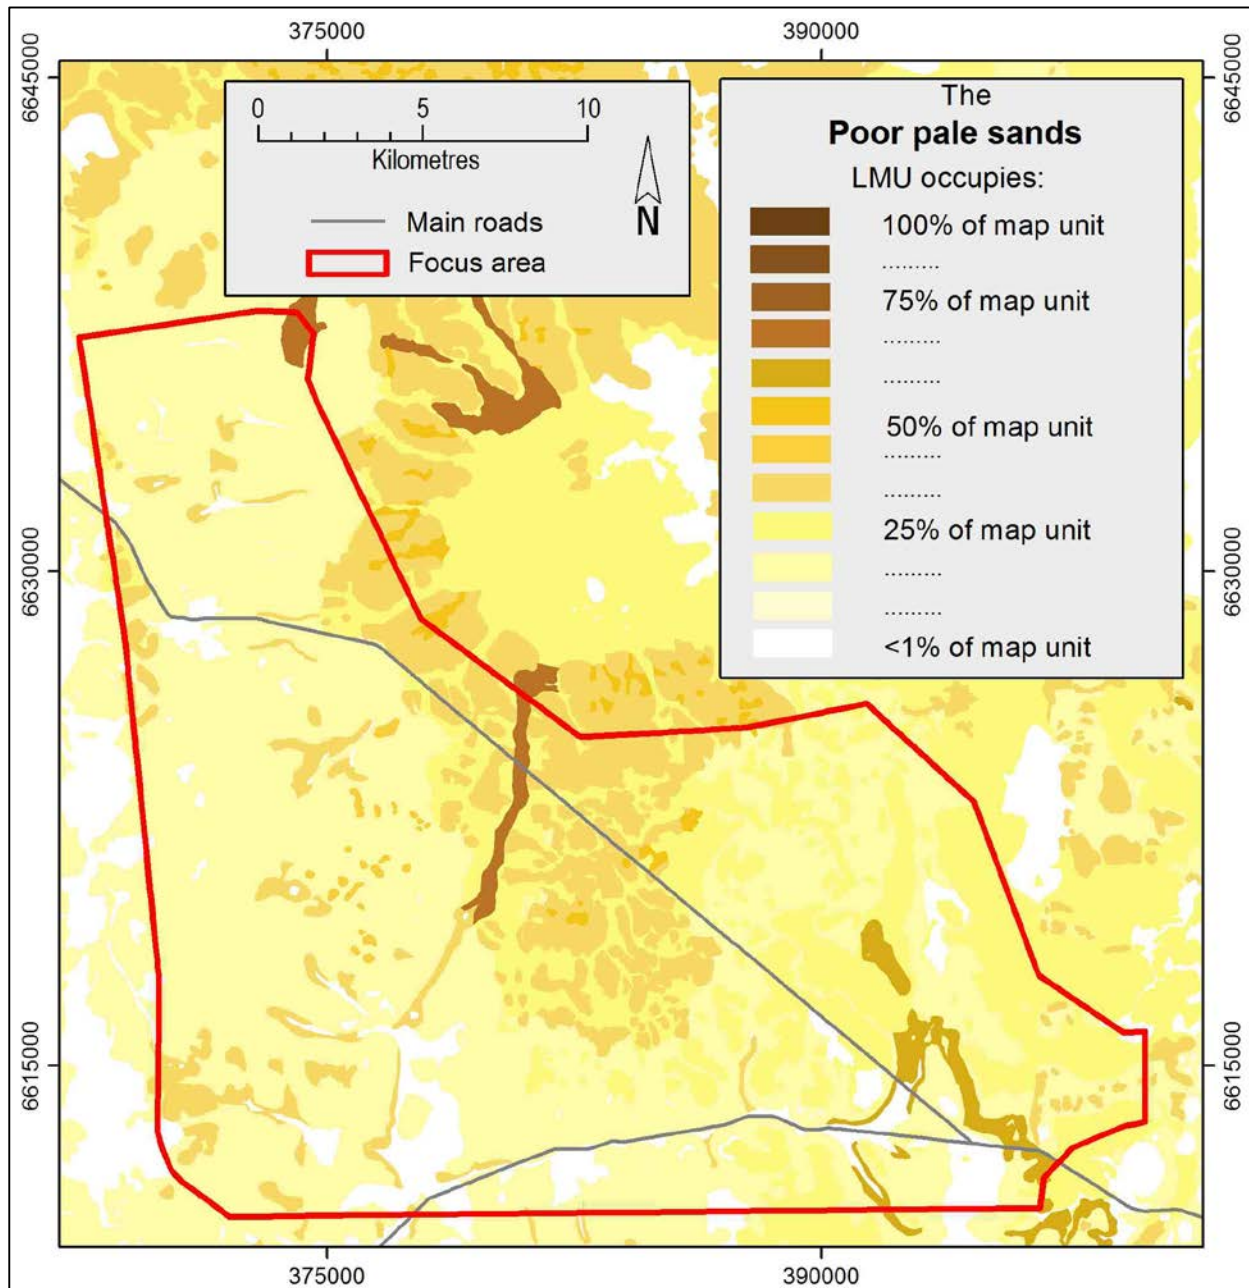 375000 390000
6645000 6645000
0 5 10
Kilometres
N
Main roads
Focus area
The
Poor pale sands
LMU occupies:
100% of map unit
.........
75% of map unit
.........
.........
50% of map unit
.........
.........
25% of map unit
.........
.........
<1% of map unit
6630000 6630000
6615000 6615000
375000 390000